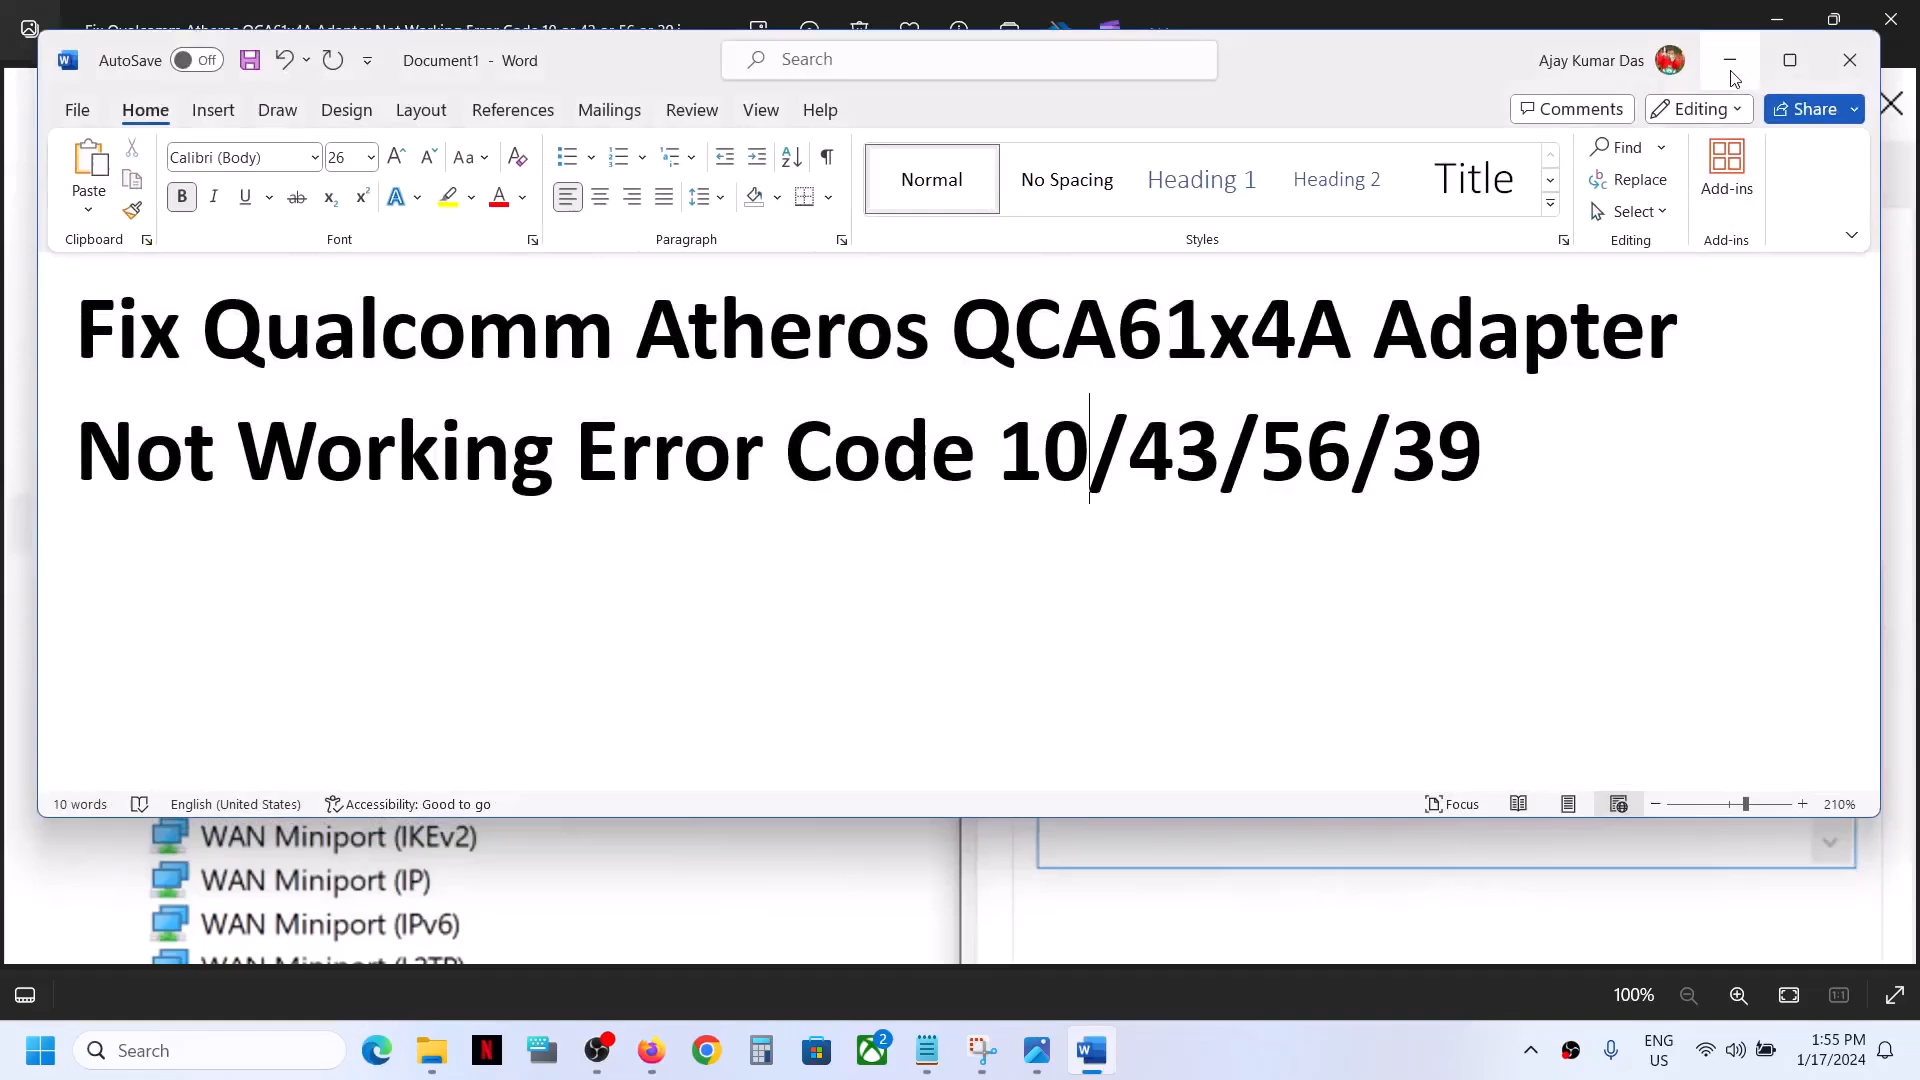 AutoSave Off Document1 - Word Search Ajay Kumar Das
File Home Insert Draw Design Layout References Mailings Review View Help Comments Editing Share
Paste Calibri (Body) 26 Aa Normal No Spacing Heading 1 Heading 2 Title Find Replace Select Add-ins
Clipboard Font Paragraph Styles Editing Add-ins
Fix Qualcomm Atheros QCA61x4A Adapter
Not Working Error Code 10/43/56/39
10 words English (United States) Accessibility: Good to go Focus 210%
WAN Miniport (IKEv2)
WAN Miniport (IP)
WAN Miniport (IPv6)
100%
Search 2 ENG US 1:55 PM 1/17/2024